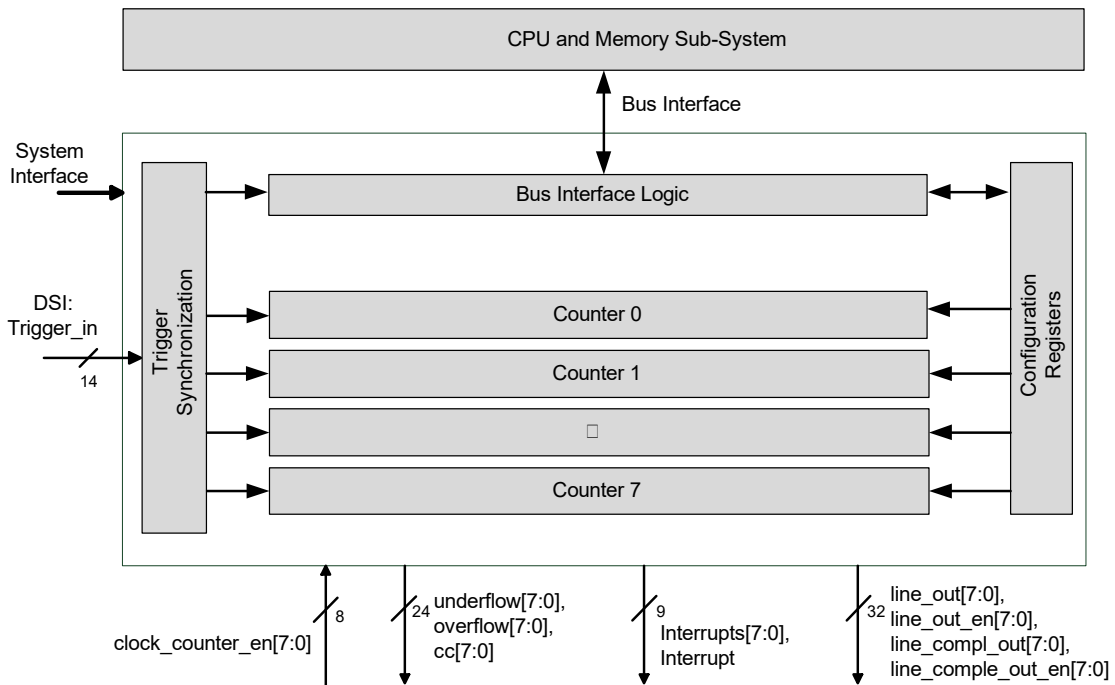 CPU and Memory Sub-System
Bus Interface
System
Interface
Bus Interface Logic
Trigger
Synchronization
Configuration
Registers
DSI:
Trigger_in
14
Counter 0
Counter 1
Counter 7
clock_counter_en[7:0]
8
24
underflow[7:0],
overflow[7:0],
cc[7:0]
9
Interrupts[7:0],
Interrupt
32
line_out[7:0],
line_out_en[7:0],
line_compl_out[7:0],
line_comple_out_en[7:0]